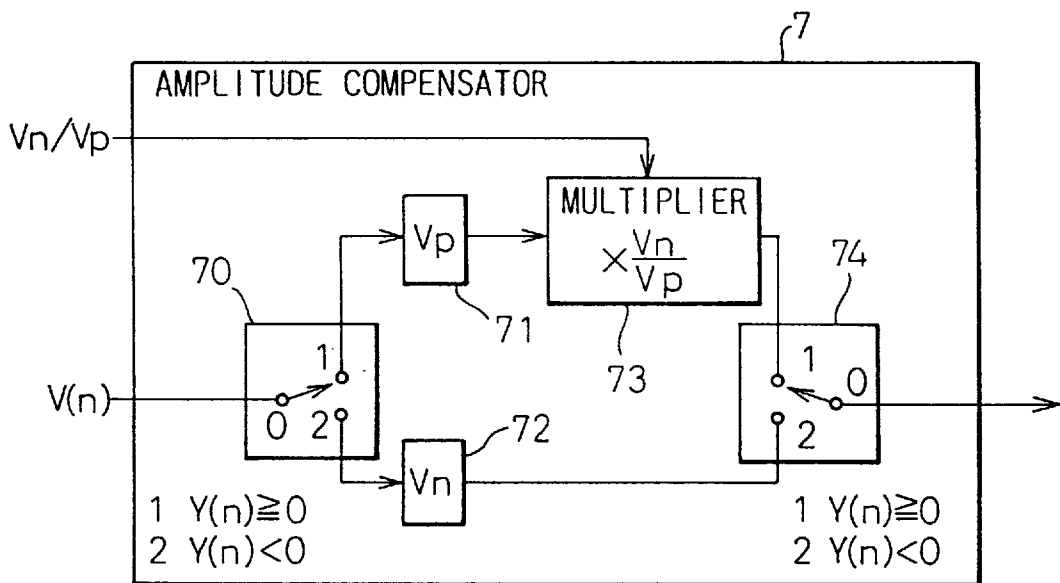 7
AMPLITUDE COMPENSATOR
Vn/Vp
MULTIPLIER
×Vn/Vp
Vp
70
71
73
74
1
0
2
1
0
2
V(n)
72
Vn
1 Y(n)≧0
2 Y(n)<0
1 Y(n)≧0
2 Y(n)<0